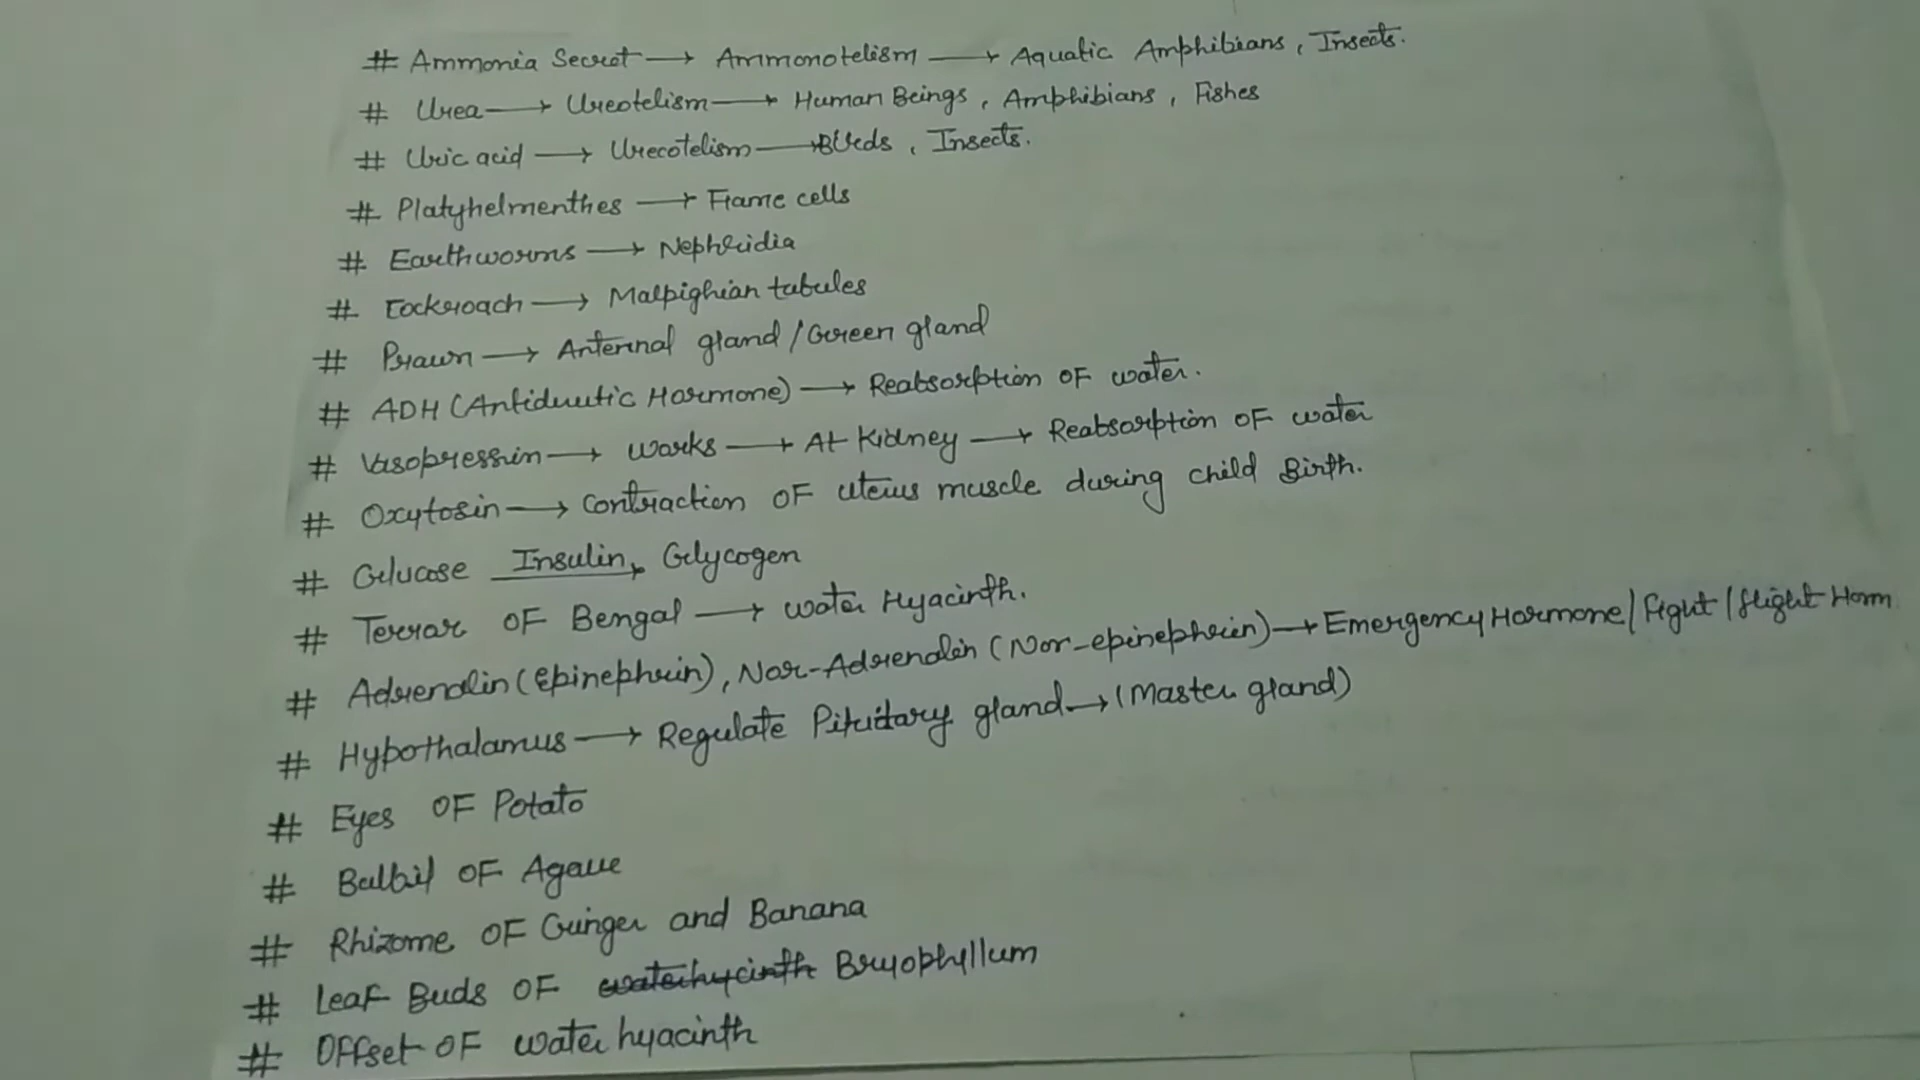 # Ammonia Secret → Ammonotelism → Aquatic Amphibians, Insects.
# Urea → Ureotelism → Human Beings, Amphibians, Fishes
# Uric acid → Urecotelism → Birds, Insects.
# Platyhelmenthes → Flame cells
# Earthworms → Nephridia
# Cockroach → Malpighian tubules
# Prawn → Antennal gland / Green gland
# ADH (Antidiuretic Hormone) → Reabsorption OF water.
# Vasopressin → works → At Kidney → Reabsorption OF water
# Oxytosin → Contraction OF uterus muscle during child Birth.
# Glucose Insulin → Glycogen
# Terrar OF Bengal → water Hyacinth.
# Adrenalin (Epinephrin), Nor-Adrenalin (Nor-epinephrin) → Emergency Hormone / Fight / flight Horm
# Hypothalamus → Regulate Pituitary gland → (Master gland)
# Eyes OF Potato
# Bulbil OF Agave
# Rhizome OF Ginger and Banana
# Leaf Buds OF Bryophyllum
# Offset OF water hyacinth